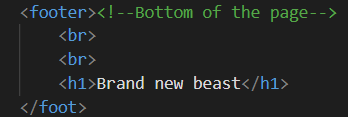 <footer><!--Bottom of the page-->
<br>
<br>
<h1>Brand new beast</h1>
</foot>